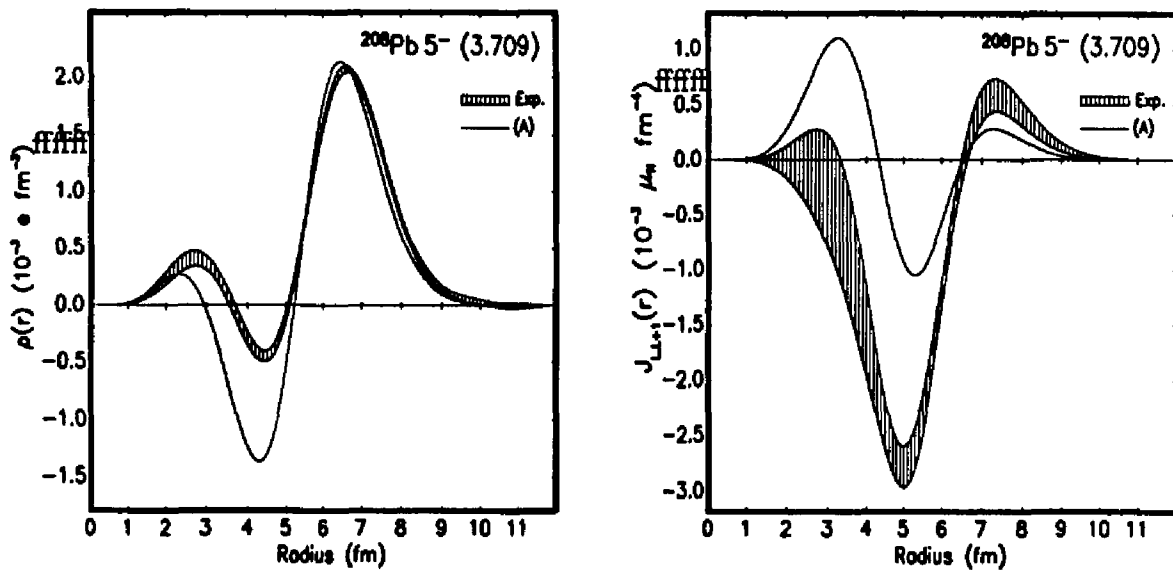 ²⁰⁸Pb 5⁻ (3.709)
Exp.
(A)
ρ(r) (10⁻³ e fm⁻³)
2.0
1.5
1.0
0.5
0.0
−0.5
−1.0
−1.5
0 1 2 3 4 5 6 7 8 9 10 11
Radius (fm)
²⁰⁸Pb 5⁻ (3.709)
Exp.
(A)
J_{L,L+1}(r) (10⁻³ μ_N fm⁻⁴)
1.0
0.5
0.0
−0.5
−1.0
−1.5
−2.0
−2.5
−3.0
0 1 2 3 4 5 6 7 8 9 10 11
Radius (fm)